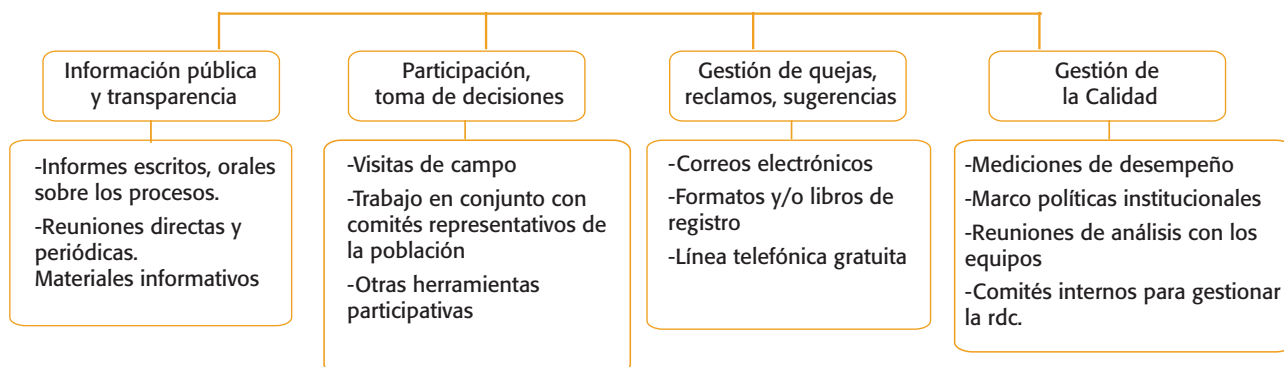 Información pública
y transparencia
-Informes escritos, orales
sobre los procesos.
-Reuniones directas y
periódicas.
Materiales informativos
Participación,
toma de decisiones
-Visitas de campo
-Trabajo en conjunto con
comités representativos de
la población
-Otras herramientas
participativas
Gestión de quejas,
reclamos, sugerencias
-Correos electrónicos
-Formatos y/o libros de
registro
-Línea telefónica gratuita
Gestión de
la Calidad
-Mediciones de desempeño
-Marco políticas institucionales
-Reuniones de análisis con los
equipos
-Comités internos para gestionar
la rdc.